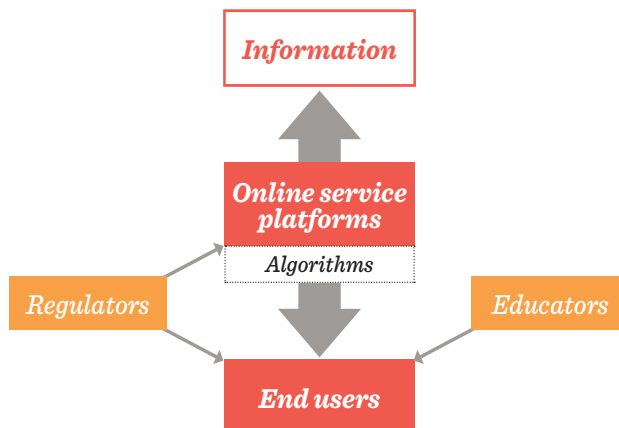 Information
Online service
platforms
Algorithms
Regulators
Educators
End users